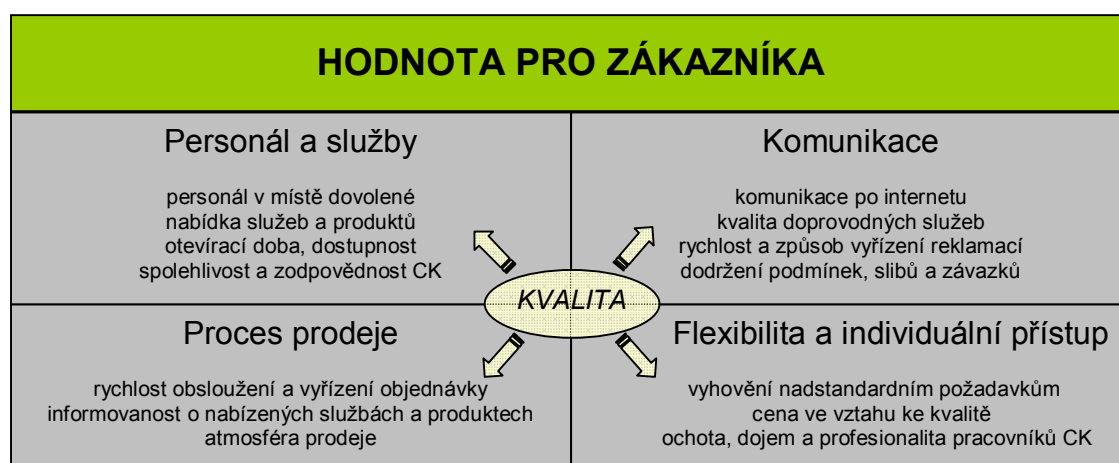 HODNOTA PRO ZÁKAZNÍKA
Personál a služby
personál v místě dovolené
nabídka služeb a produktů
otevírací doba, dostupnost
spolehlivost a zodpovědnost CK
Komunikace
komunikace po internetu
kvalita doprovodných služeb
rychlost a způsob vyřízení reklamací
dodržení podmínek, slibů a závazků
KVALITA
Proces prodeje
rychlost obsloužení a vyřízení objednávky
informovanost o nabízených službách a produktech
atmosféra prodeje
Flexibilita a individuální přístup
vyhovění nadstandardním požadavkům
cena ve vztahu ke kvalitě
ochota, dojem a profesionalita pracovníků CK